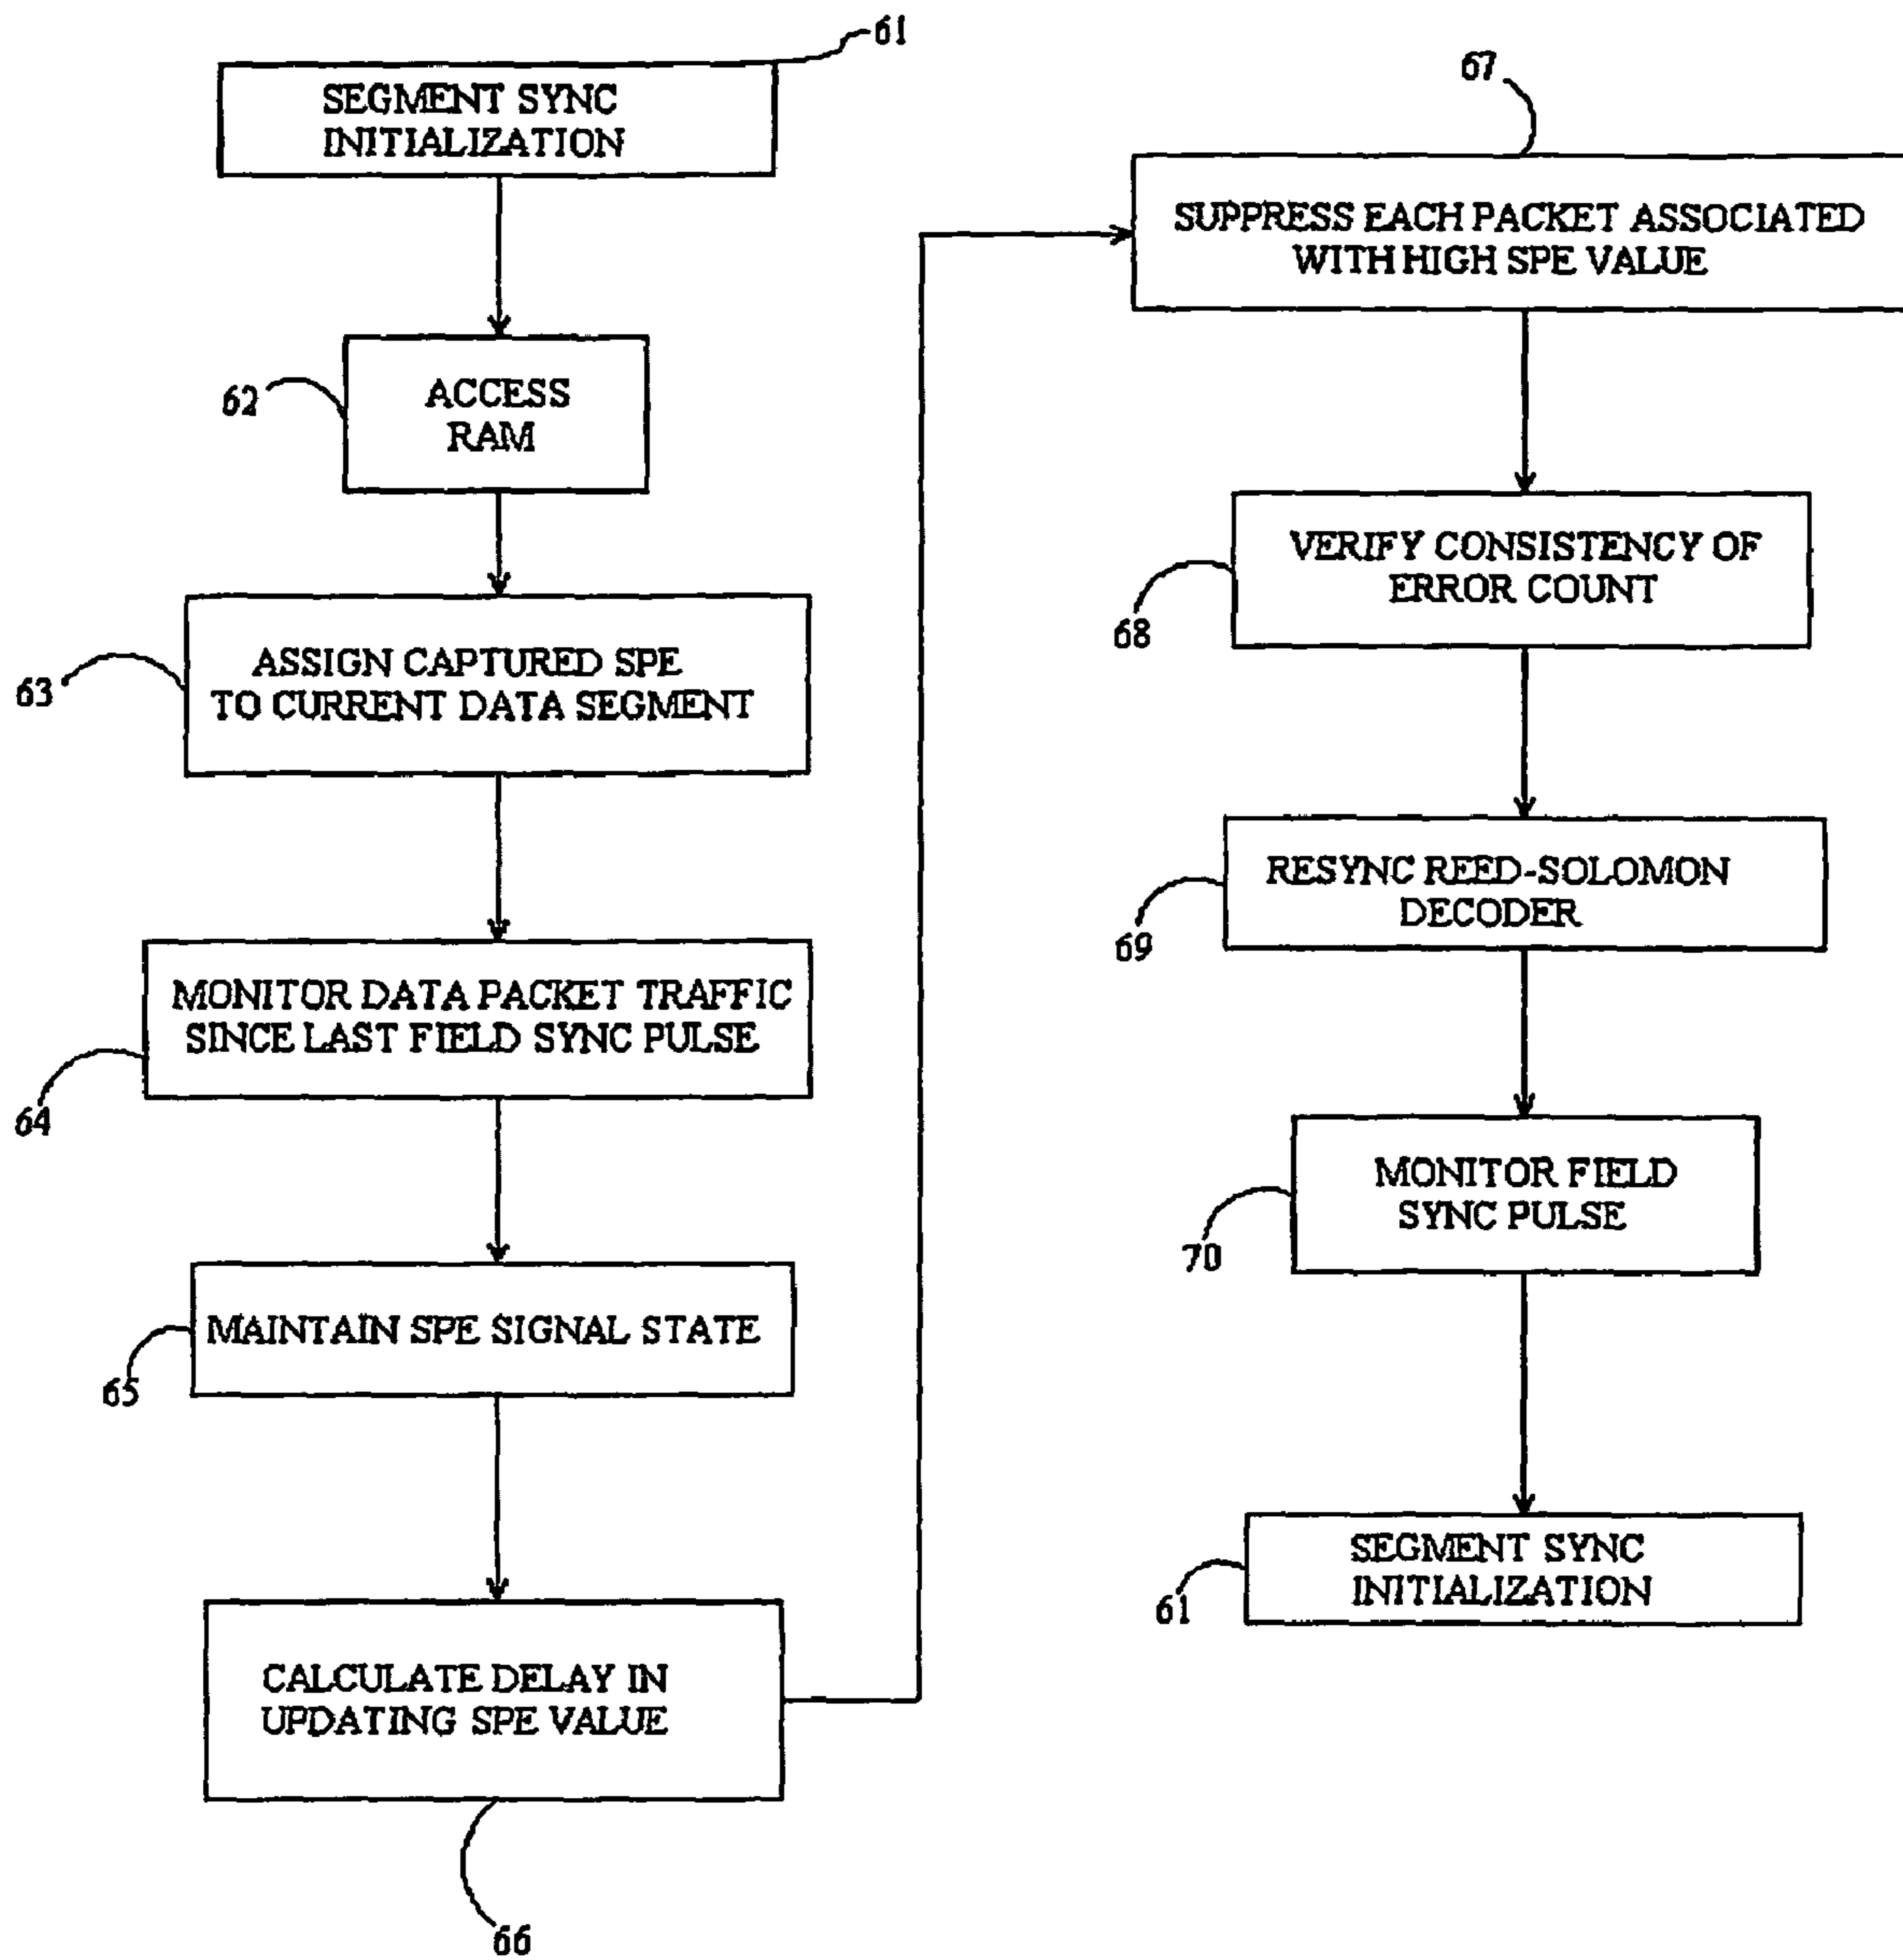 61
SEGMENT SYNC
INITIALIZATION
62
ACCESS
RAM
63
ASSIGN CAPTURED SPE
TO CURRENT DATA SEGMENT
64
MONITOR DATA PACKET TRAFFIC
SINCE LAST FIELD SYNC PULSE
65
MAINTAIN SPE SIGNAL STATE
CALCULATE DELAY IN
UPDATING SPE VALUE
66
67
SUPPRESS EACH PACKET ASSOCIATED
WITH HIGH SPE VALUE
68
VERIFY CONSISTENCY OF
ERROR COUNT
69
RESYNC REED-SOLOMON
DECODER
70
MONITOR FIELD
SYNC PULSE
61
SEGMENT SYNC
INITIALIZATION